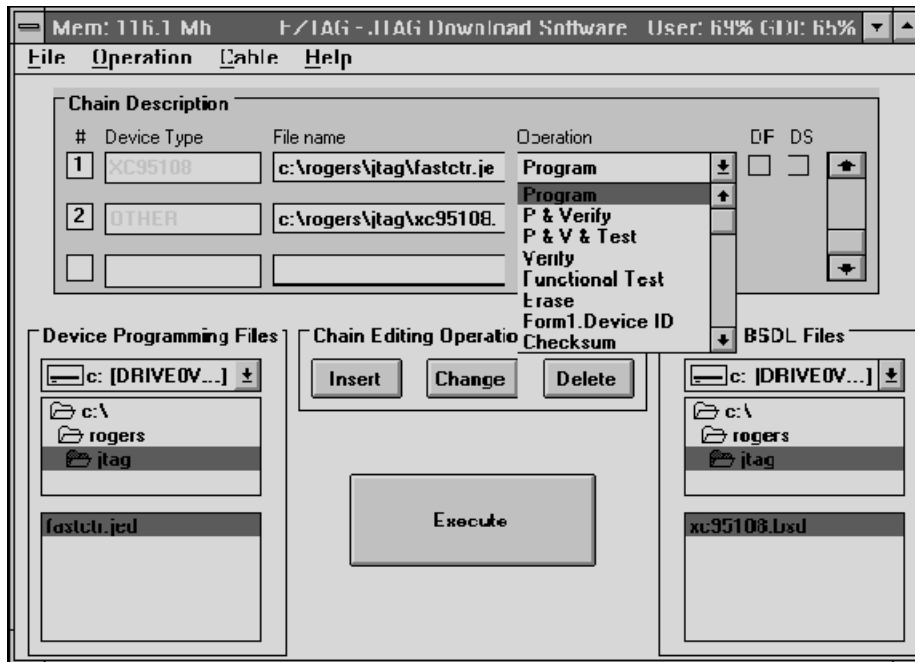 Mem: 116.1 Mb EZTAG - JTAG Download Software User: 69% GDI: 65%
File Operation Cable Help
Chain Description
# Device Type File name Operation DF DS
1 XC95108 c:\rogers\jtag\fastctr.je Program
Program
2 OTHER c:\rogers\jtag\xc95108. P & Verify
P & V & Test
Verify
Functional Test
Erase
Form1.Device ID
Checksum
Device Programming Files Chain Editing Operatio BSDL Files
c: [DRIVE0V...] Insert Change Delete c: [DRIVE0V...]
c:\ c:\
rogers rogers
jtag jtag
fastctr.jed Execute xc95108.bsd